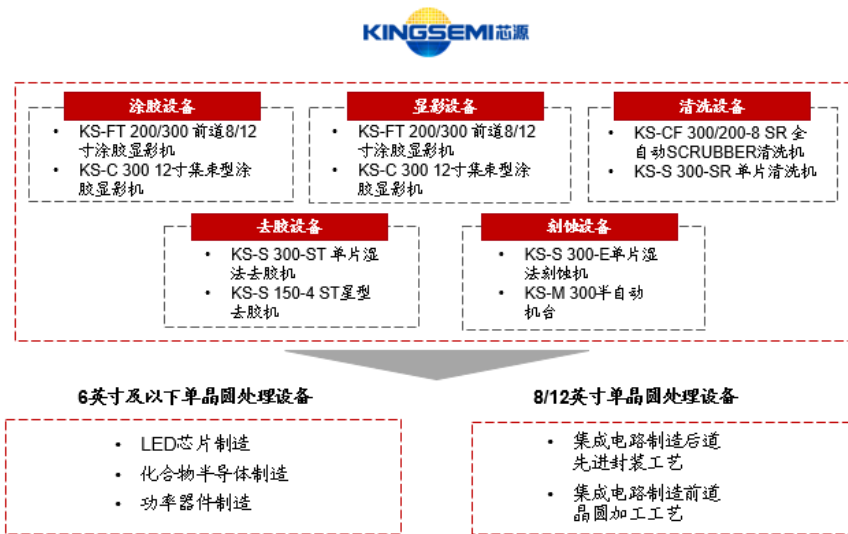 KINGSEMI芯源
涂胶设备
• KS-FT 200/300 前道8/12
寸涂胶显影机
• KS-C 300 12寸集束型涂
胶显影机
显影设备
• KS-FT 200/300 前道8/12
寸涂胶显影机
• KS-C 300 12寸集束型涂
胶显影机
清洗设备
• KS-CF 300/200-8 SR 全
自动SCRUBBER清洗机
• KS-S 300-SR 单片清洗机
去胶设备
• KS-S 300-ST 单片湿
法去胶机
• KS-S 150-4 ST星型
去胶机
刻蚀设备
• KS-S 300-E单片湿
法刻蚀机
• KS-M 300半自动
机台
6英寸及以下单晶圆处理设备
• LED芯片制造
• 化合物半导体制造
• 功率器件制造
8/12英寸单晶圆处理设备
• 集成电路制造后道
先进封装工艺
• 集成电路制造前道
晶圆加工工艺